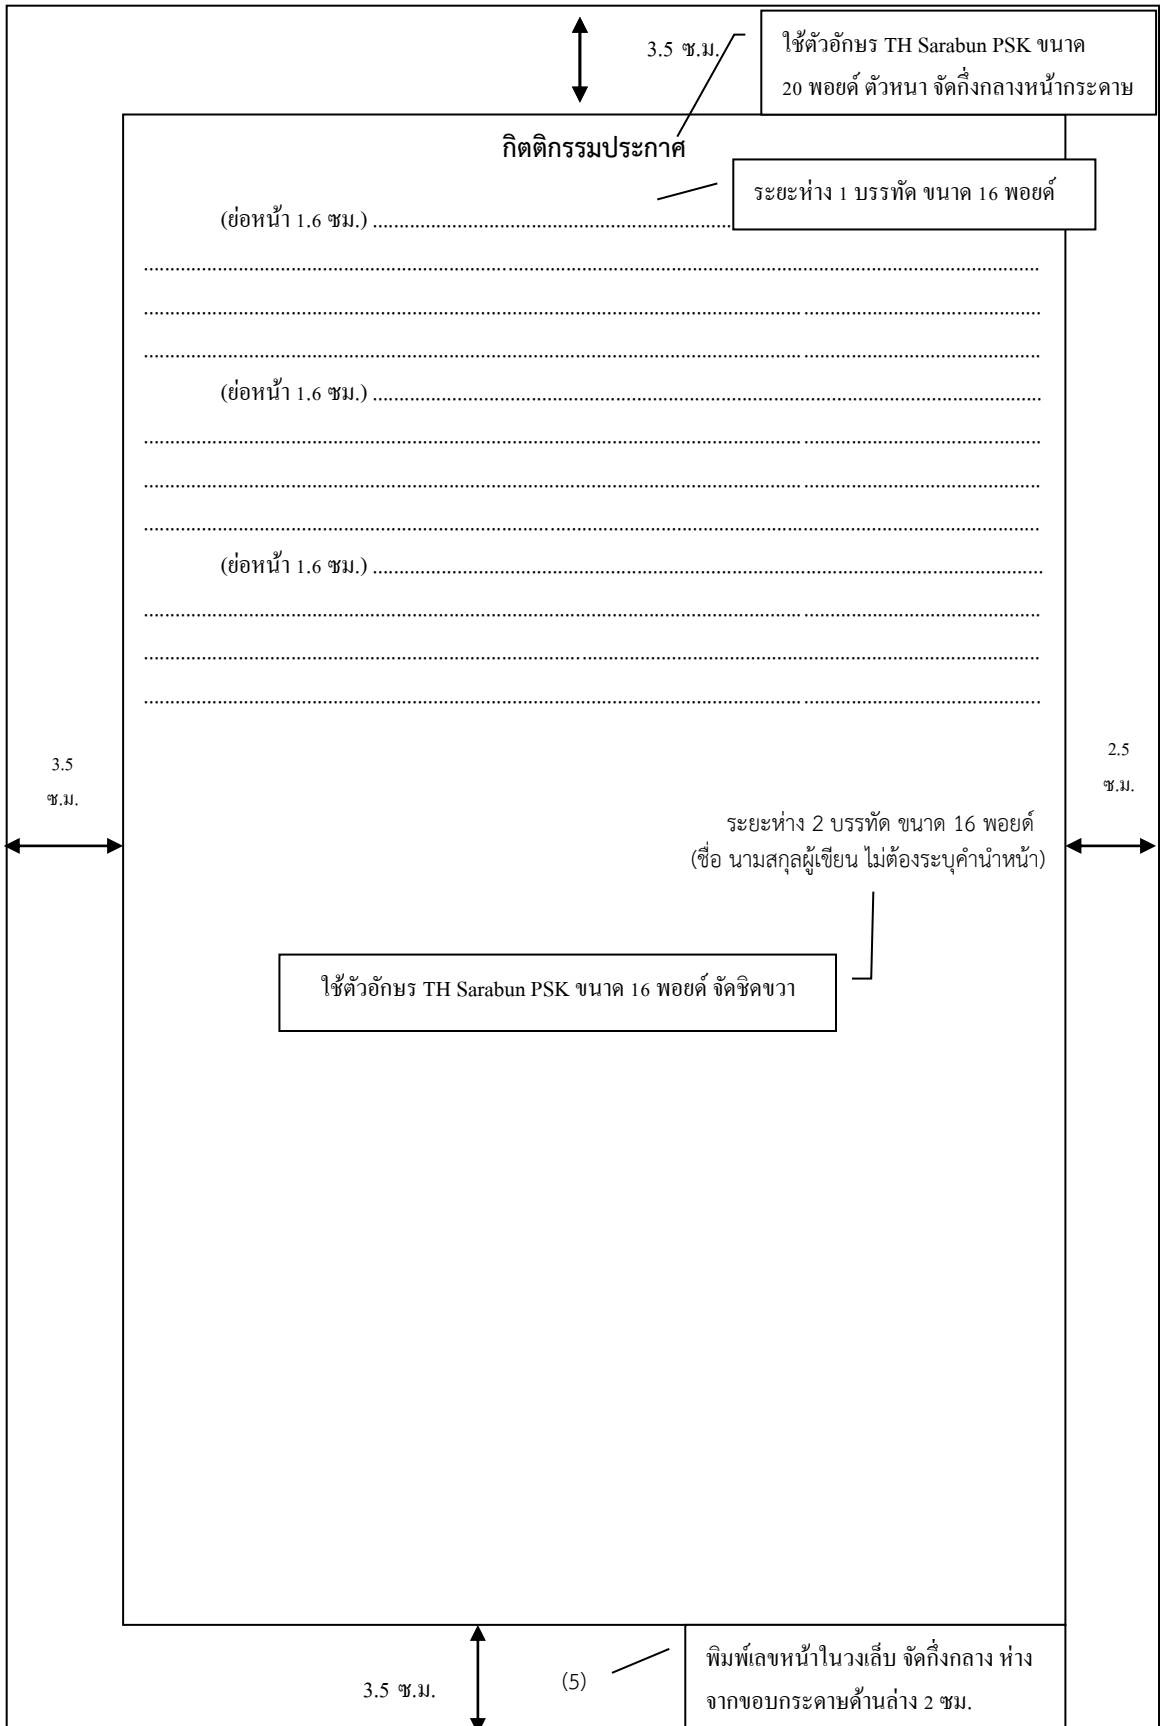 3.5 ซ.ม.
ใช้ตัวอักษร TH Sarabun PSK ขนาด
20 พอยด์ ตัวหนา จัดกึ่งกลางหน้ากระดาษ
กิตติกรรมประกาศ
ระยะห่าง 1 บรรทัด ขนาด 16 พอยด์
(ย่อหน้า 1.6 ซม.) ....................................................................
...........................................................................................................................................................................
...........................................................................................................................................................................
...........................................................................................................................................................................
(ย่อหน้า 1.6 ซม.) ...............................................................................................................................
...........................................................................................................................................................................
...........................................................................................................................................................................
...........................................................................................................................................................................
(ย่อหน้า 1.6 ซม.) ...............................................................................................................................
...........................................................................................................................................................................
...........................................................................................................................................................................
...........................................................................................................................................................................
3.5
ซ.ม.
2.5
ซ.ม.
ระยะห่าง 2 บรรทัด ขนาด 16 พอยด์
(ชื่อ นามสกุลผู้เขียน ไม่ต้องระบุคำนำหน้า)
ใช้ตัวอักษร TH Sarabun PSK ขนาด 16 พอยด์ จัดชิดขวา
3.5 ซ.ม.
(5)
พิมพ์เลขหน้าในวงเล็บ จัดกึ่งกลาง ห่าง
จากขอบกระดาษด้านล่าง 2 ซม.